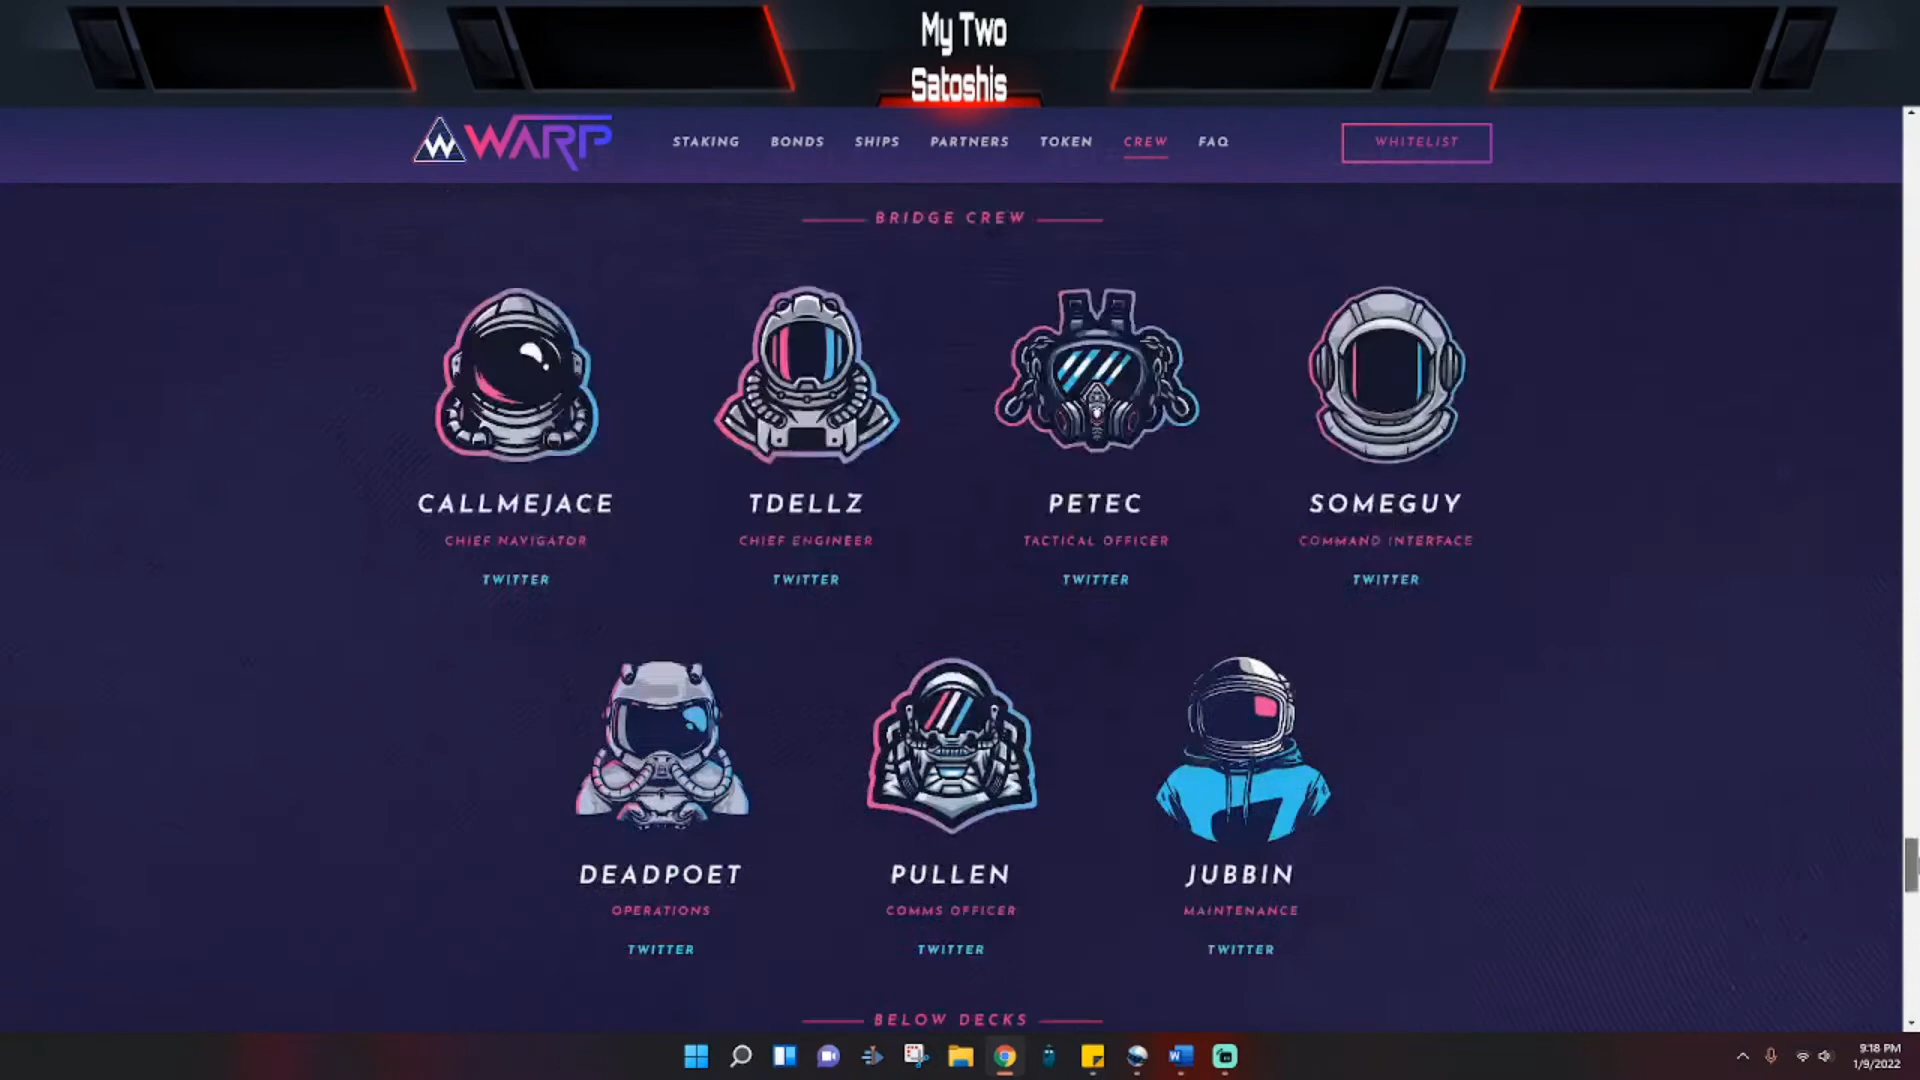 My Two
Satoshis
W WARP
STAKING BONDS SHIPS PARTNERS TOKEN CREW FAQ WHITELIST
BRIDGE CREW
CALLMEJACE TDELLZ PETEC SOMEGUY
CHIEF NAVIGATOR CHIEF ENGINEER TACTICAL OFFICER COMMAND INTERFACE
TWITTER TWITTER TWITTER TWITTER
DEADPOET PULLEN JUBBIN
OPERATIONS COMMS OFFICER MAINTENANCE
TWITTER TWITTER TWITTER
BELOW DECKS
9:18 PM
1/9/2022